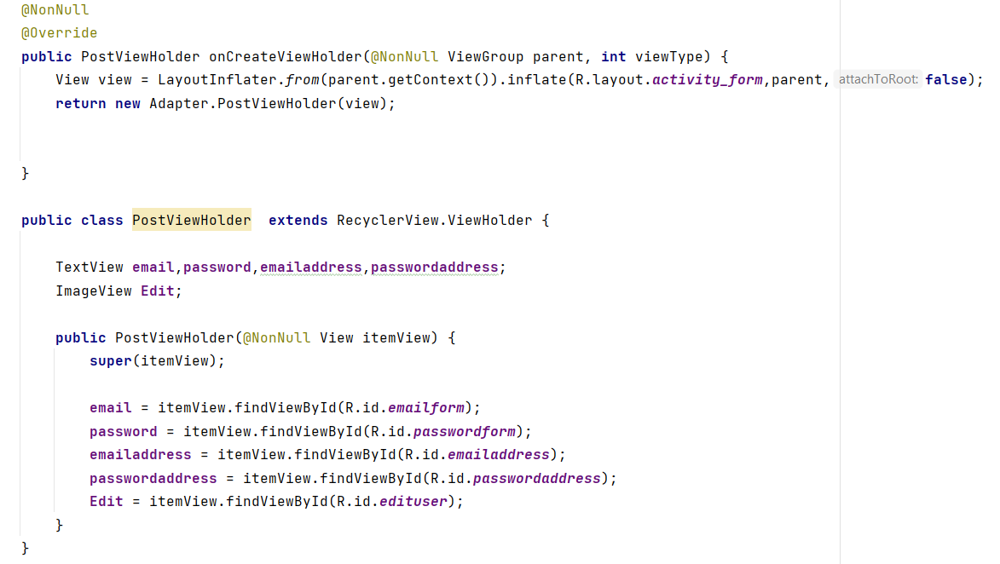 @NonNull
@Override
public PostViewHolder onCreateViewHolder(@NonNull ViewGroup parent, int viewType) {
    View view = LayoutInflater.from(parent.getContext()).inflate(R.layout.activity_form,parent, attachToRoot: false);
    return new Adapter.PostViewHolder(view);
}
public class PostViewHolder  extends RecyclerView.ViewHolder {
    TextView email,password,emailaddress,passwordaddress;
    ImageView Edit;
    public PostViewHolder(@NonNull View itemView) {
        super(itemView);
        email = itemView.findViewById(R.id.emailform);
        password = itemView.findViewById(R.id.passwordform);
        emailaddress = itemView.findViewById(R.id.emailaddress);
        passwordaddress = itemView.findViewById(R.id.passwordaddress);
        Edit = itemView.findViewById(R.id.edituser);
    }
}